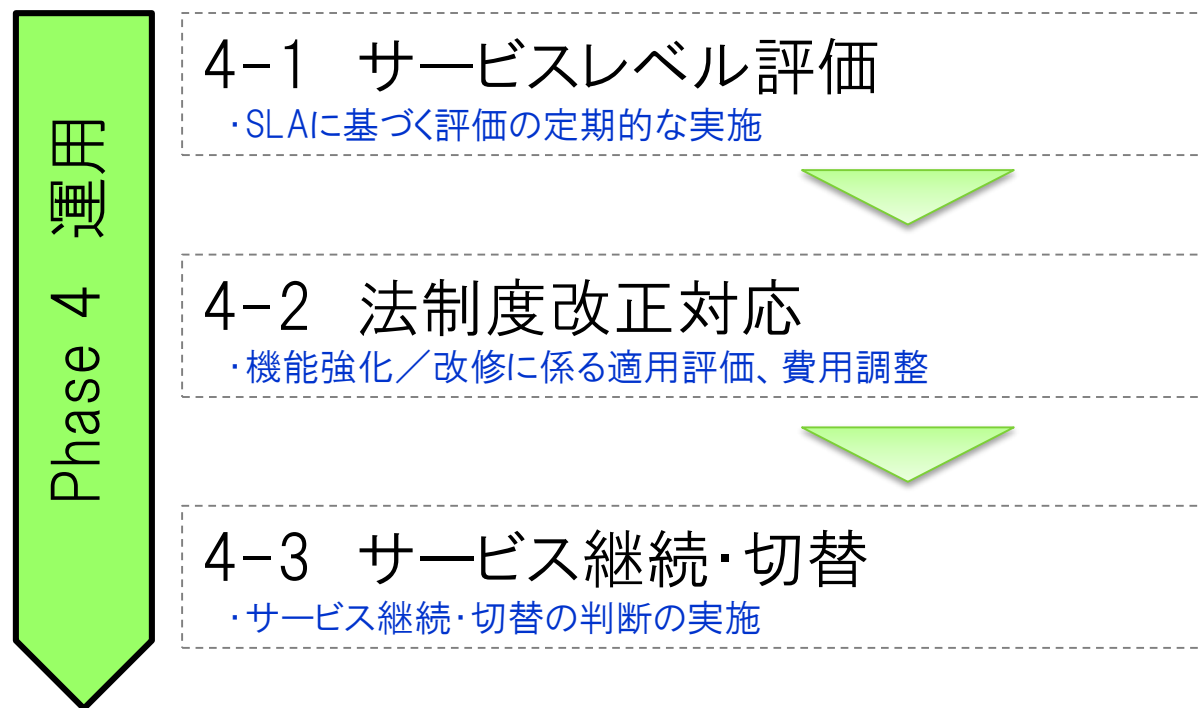 Phase 4　運用
4-1　サービスレベル評価
・SLAに基づく評価の定期的な実施
4-2　法制度改正対応
・機能強化／改修に係る適用評価、費用調整
4-3　サービス継続・切替
・サービス継続・切替の判断の実施